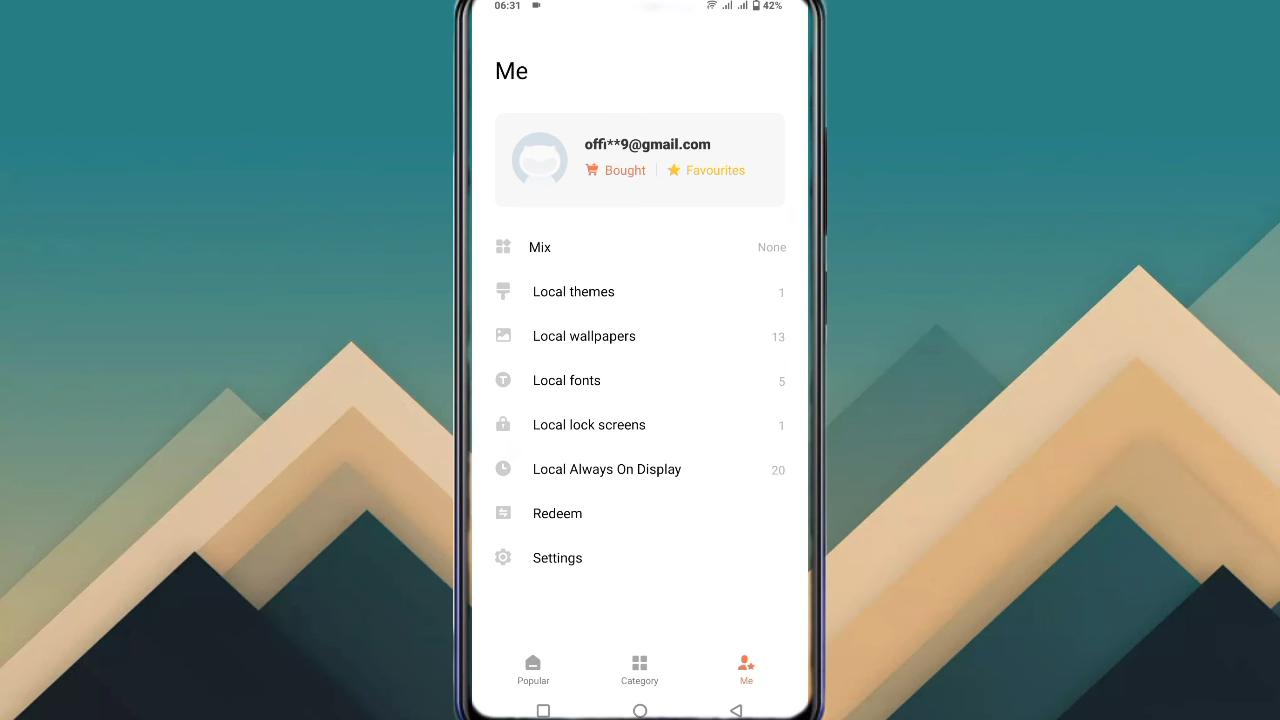 06:31 42%
Me
offi**9@gmail.com
Bought Favourites
Mix None
Local themes 1
Local wallpapers 13
Local fonts 5
Local lock screens 1
Local Always On Display 20
Redeem
Settings
Popular Category Me